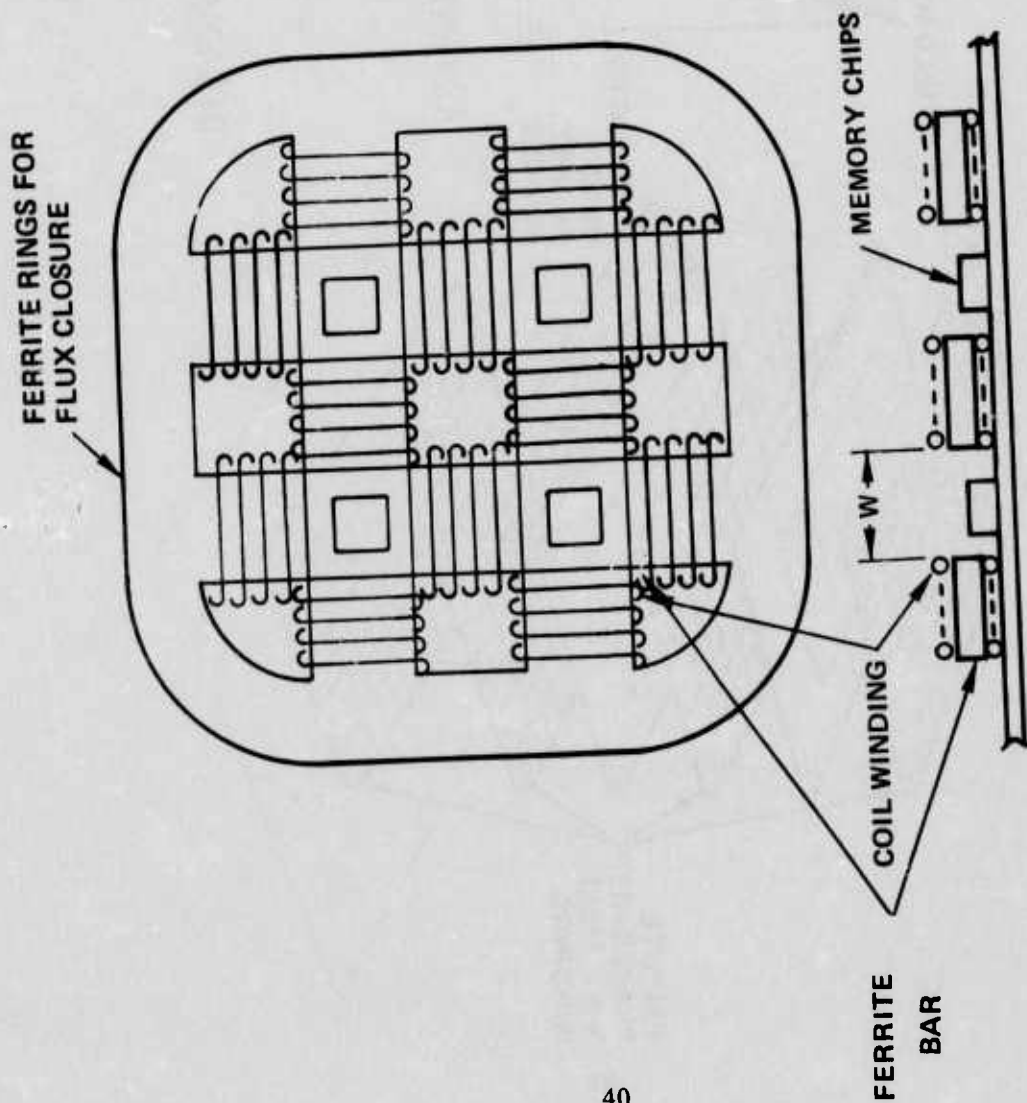 FERRITE RINGS FOR
FLUX CLOSURE
MEMORY CHIPS
W
COIL WINDING
FERRITE
BAR
40